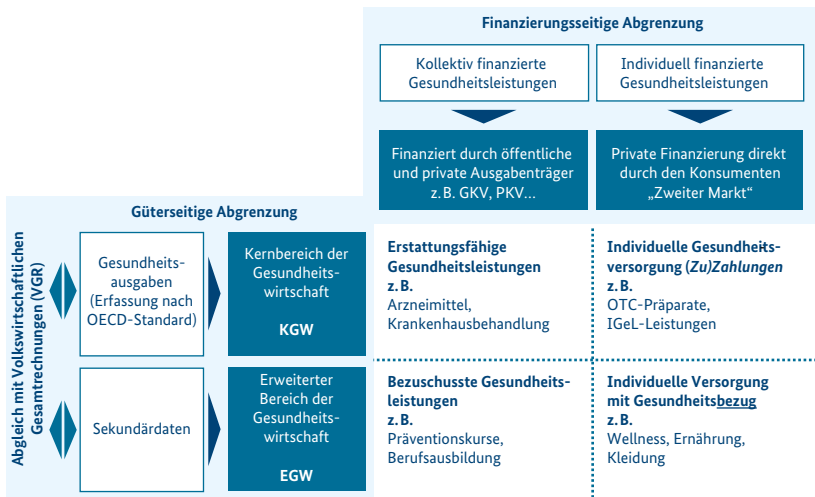 Finanzierungsseitige Abgrenzung
Kollektiv finanzierte
Gesundheitsleistungen
Individuell finanzierte
Gesundheitsleistungen
Finanziert durch öffentliche
und private Ausgabenträger
z. B. GKV, PKV…
Private Finanzierung direkt
durch den Konsumenten
„Zweiter Markt“
Güterseitige Abgrenzung
Abgleich mit Volkswirtschaftlichen
Gesamtrechnungen (VGR)
Gesundheits-
ausgaben
(Erfassung nach
OECD-Standard)
Kernbereich der
Gesundheits-
wirtschaft
KGW
Erstattungsfähige
Gesundheitsleistungen
z. B.
Arzneimittel,
Krankenhausbehandlung
Individuelle Gesundheits-
versorgung (Zu)Zahlungen
z. B.
OTC-Präparate,
IGeL-Leistungen
Sekundärdaten
Erweiterter
Bereich der
Gesundheits-
wirtschaft
EGW
Bezuschusste Gesundheits-
leistungen
z. B.
Präventionskurse,
Berufsausbildung
Individuelle Versorgung
mit Gesundheitsbezug
z. B.
Wellness, Ernährung,
Kleidung